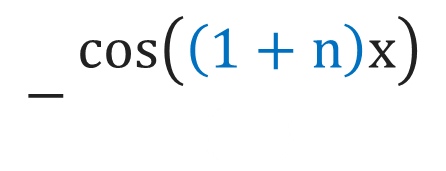 − cos((1 + n)x)